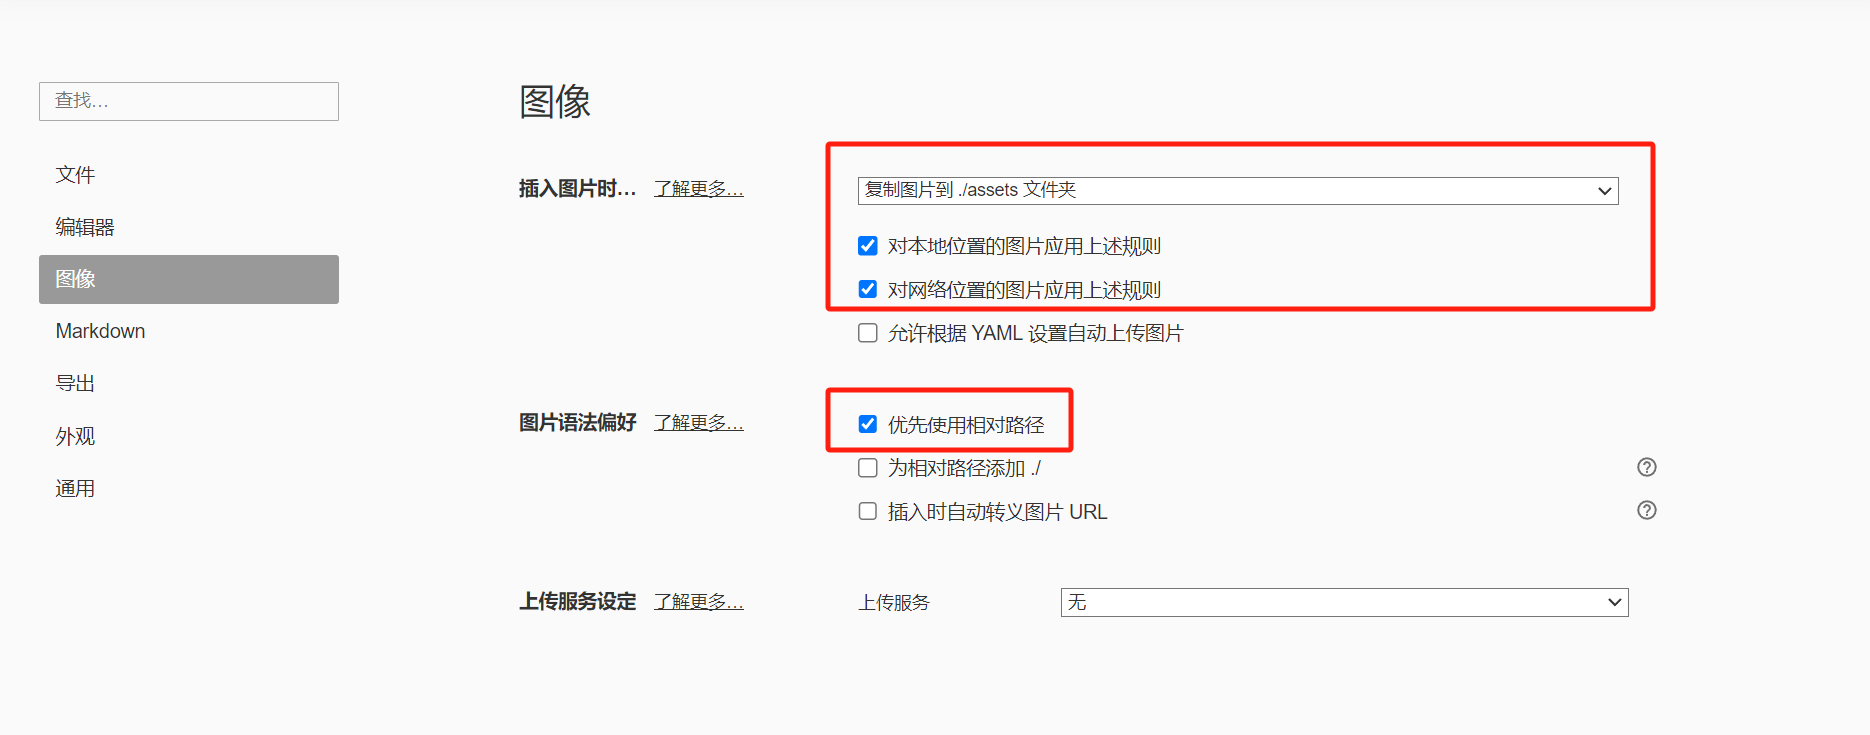 查找…
文件
编辑器
图像
Markdown
导出
外观
通用
图像
插入图片时… 了解更多… 复制图片到 ./assets 文件夹
对本地位置的图片应用上述规则
对网络位置的图片应用上述规则
允许根据 YAML 设置自动上传图片
图片语法偏好 了解更多… 优先使用相对路径
为相对路径添加 ./ ?
插入时自动转义图片 URL ?
上传服务设定 了解更多… 上传服务 无